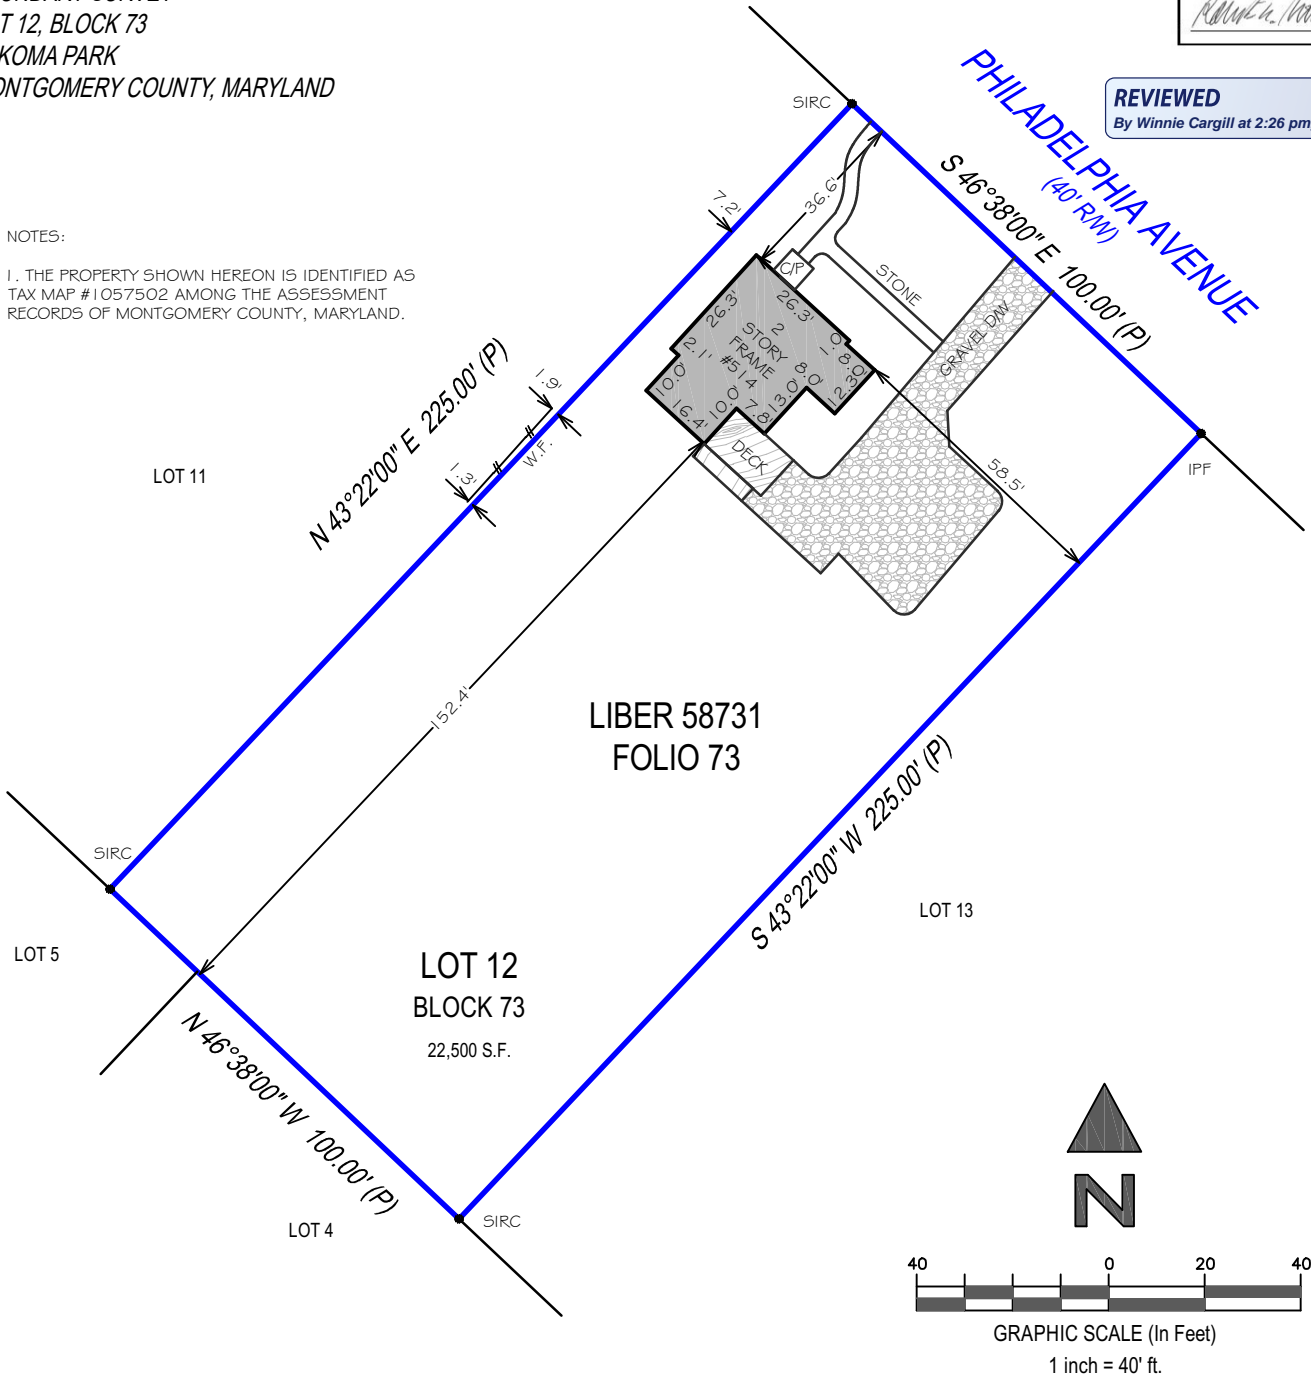 T 12, BLOCK 73
KOMA PARK
ONTGOMERY COUNTY, MARYLAND
REVIEWED
By Winnie Cargill at 2:26 pm
PHILADELPHIA AVENUE
(40' R/W)
SIRC
S 46°38'00" E 100.00' (P)
NOTES:
1. THE PROPERTY SHOWN HEREON IS IDENTIFIED AS
TAX MAP #1057502 AMONG THE ASSESSMENT
RECORDS OF MONTGOMERY COUNTY, MARYLAND.
7.2'
36.6'
C/P
STONE
GRAVEL D/W
26.3'
26.3'
2
STORY
FRAME
#514
2.1'
10.0'
16.4'
10.0'
7.8'
13.0'
8.0'
12.3'
1.0'
8.0'
DECK
58.5'
IPF
N 43°22'00" E 225.00' (P)
1.9'
W.F.
1.3'
LOT 11
152.4'
LIBER 58731
FOLIO 73
S 43°22'00" W 225.00' (P)
LOT 13
SIRC
LOT 5
LOT 12
BLOCK 73
22,500 S.F.
N 46°38'00" W 100.00' (P)
LOT 4
SIRC
N
40 0 20 40
GRAPHIC SCALE (In Feet)
1 inch = 40' ft.